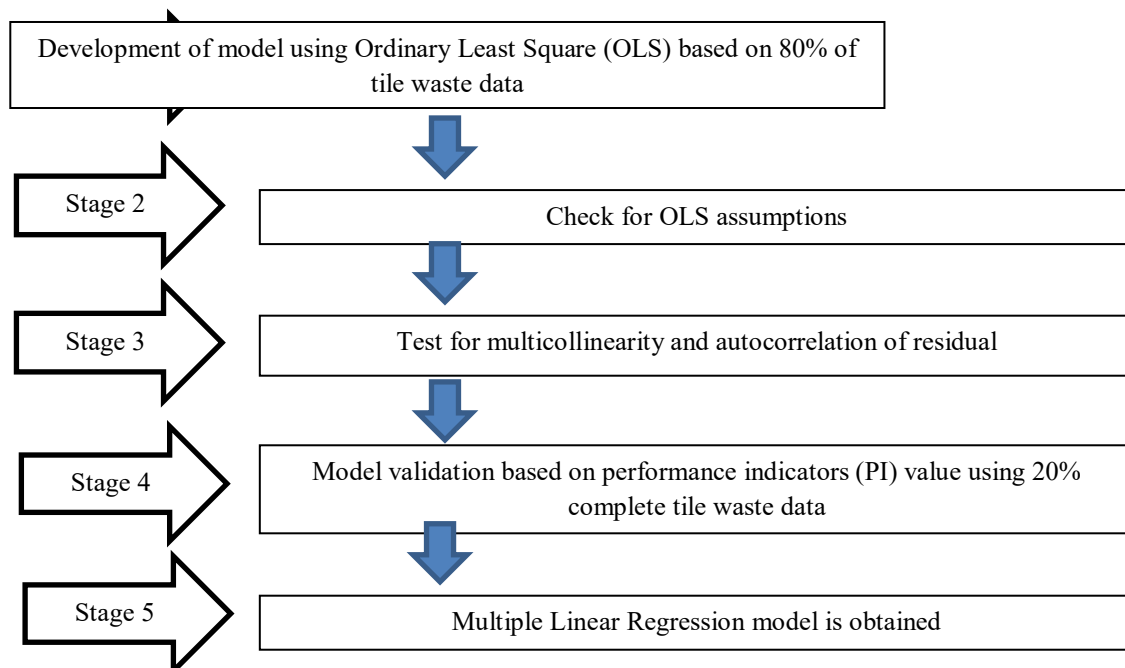 Development of model using Ordinary Least Square (OLS) based on 80% of
tile waste data
Stage 2
Check for OLS assumptions
Stage 3
Test for multicollinearity and autocorrelation of residual
Stage 4
Model validation based on performance indicators (PI) value using 20%
complete tile waste data
Stage 5
Multiple Linear Regression model is obtained